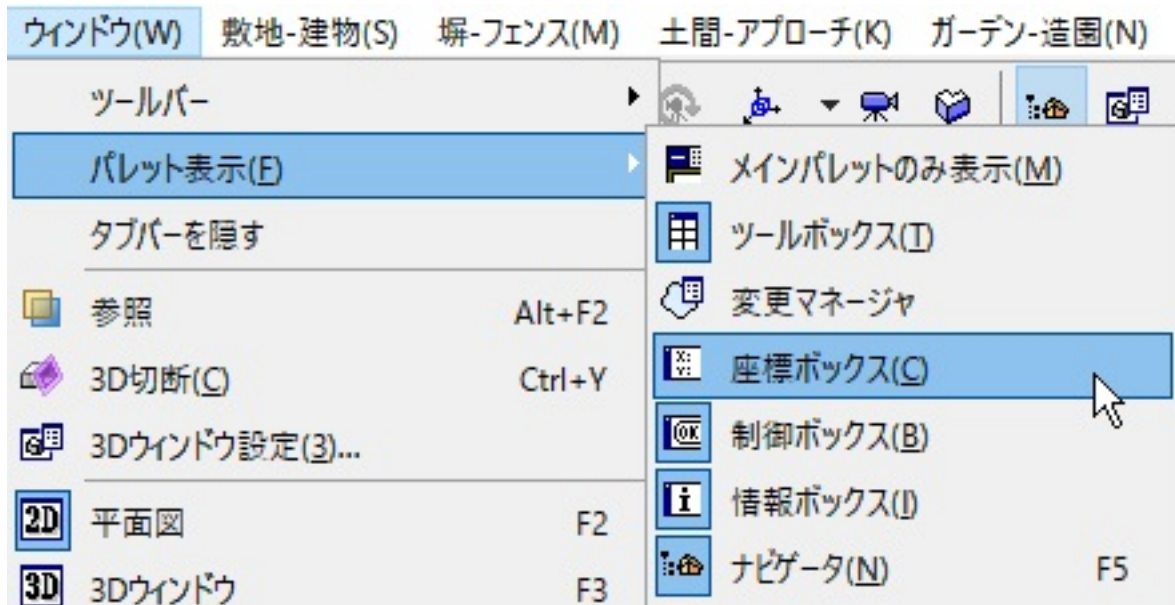 ウィンドウ(W) 敷地-建物(S) 塀-フェンス(M) 土間-アプローチ(K) ガーデン-造園(N)
ツールバー
パレット表示(F)
タブバーを隠す
参照 Alt+F2
3D切断(C) Ctrl+Y
3Dウィンドウ設定(3)...
2D 平面図 F2
3D 3Dウィンドウ F3
メインパレットのみ表示(M)
ツールボックス(T)
変更マネージャ
X: Y: 座標ボックス(C)
OK 制御ボックス(B)
i 情報ボックス(I)
ナビゲータ(N) F5